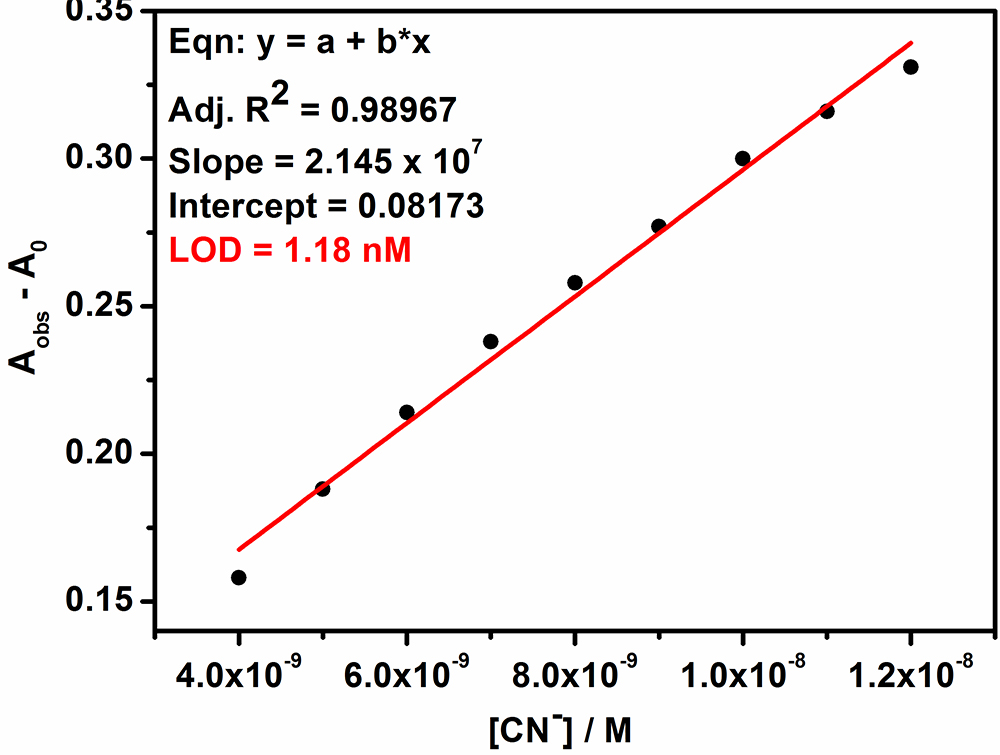 0.35
Eqn: y = a + b*x
Adj. R² = 0.98967
0.30
Slope = 2.145 x 10⁷
Intercept = 0.08173
LOD = 1.18 nM
A_obs - A₀
0.25
0.20
0.15
4.0x10⁻⁹ 6.0x10⁻⁹ 8.0x10⁻⁹ 1.0x10⁻⁸ 1.2x10⁻⁸
[CN⁻] / M